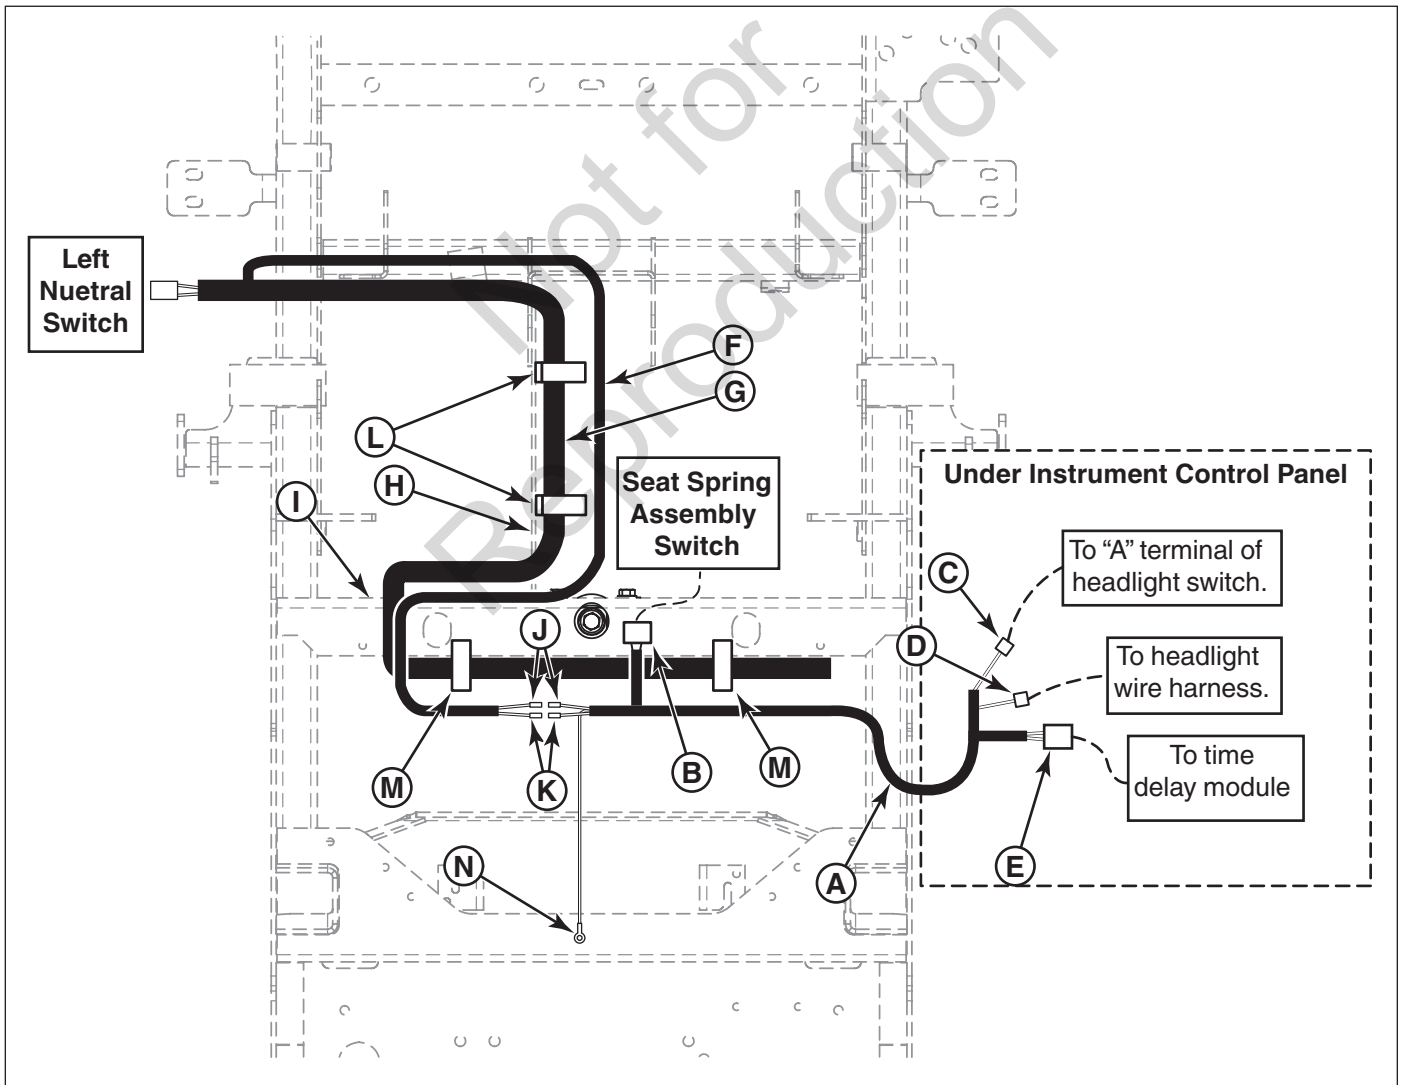 Not for
Reproduction
Left
Nuetral
Switch
F
G
L
H
I
Seat Spring
Assembly
Switch
Under Instrument Control Panel
To “A” terminal of
headlight switch.
C
J
D
To headlight
wire harness.
M
K
B
M
To time
delay module
A
E
N